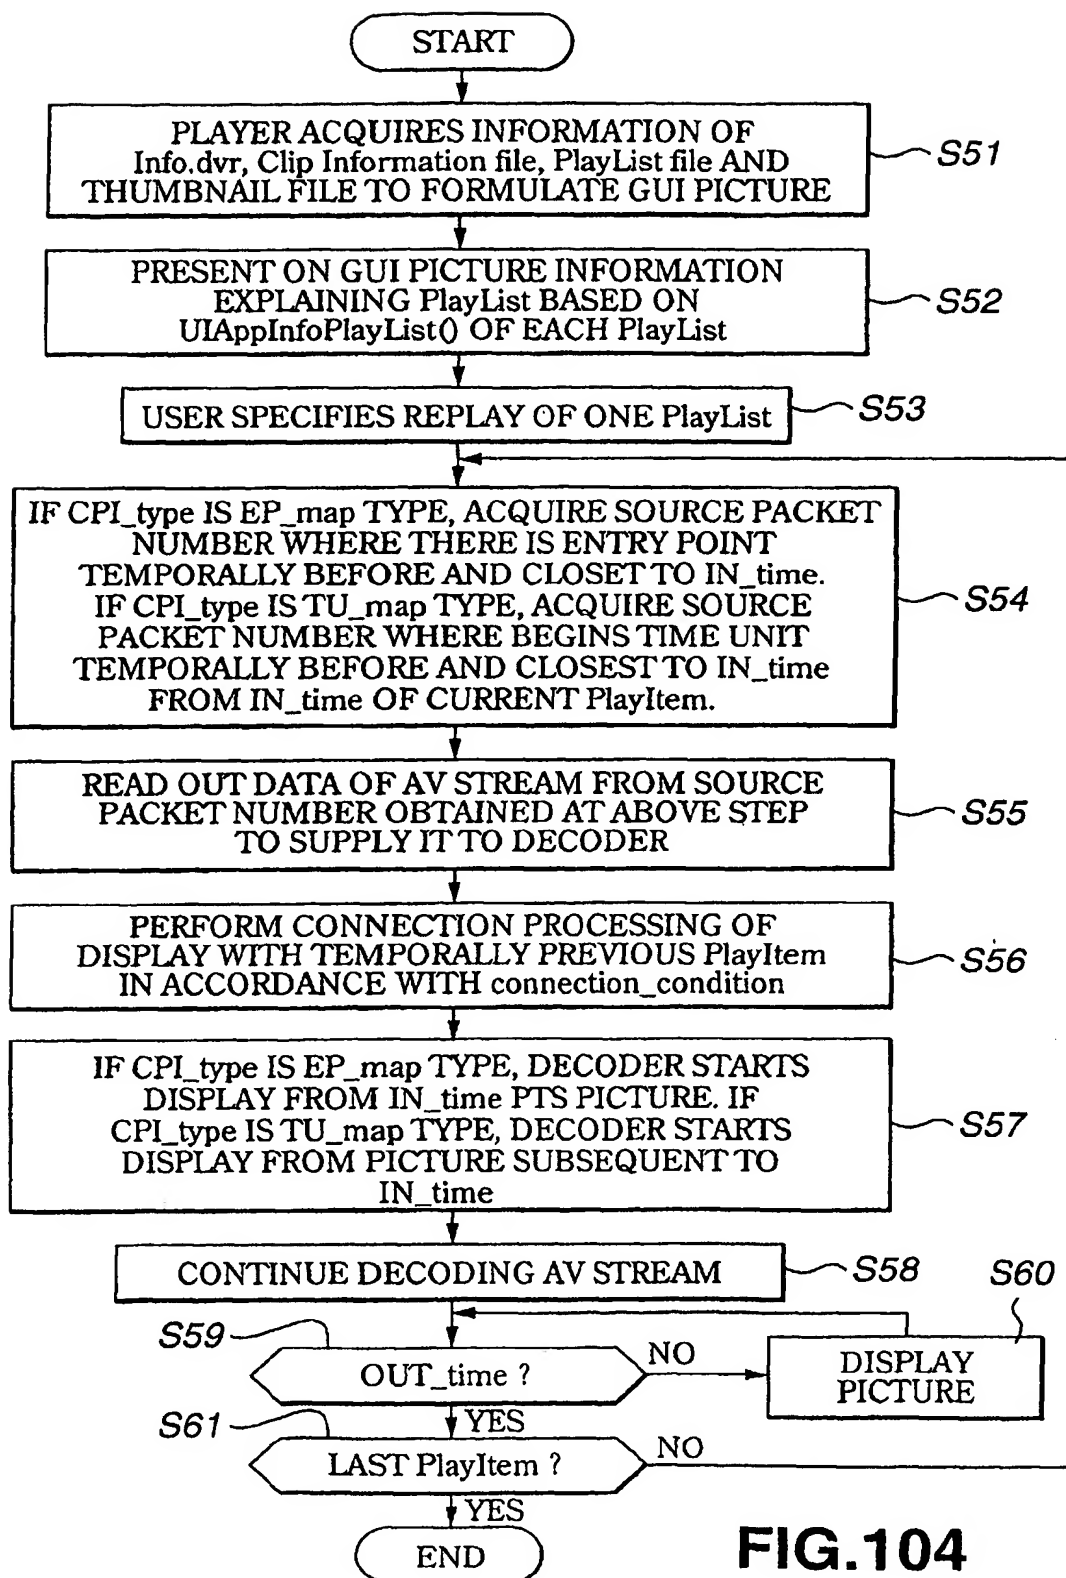 START
PLAYER ACQUIRES INFORMATION OF
Info.dvr, Clip Information file, PlayList file AND
THUMBNAIL FILE TO FORMULATE GUI PICTURE
S51
PRESENT ON GUI PICTURE INFORMATION
EXPLAINING PlayList BASED ON
UIAppInfoPlayList() OF EACH PlayList
S52
USER SPECIFIES REPLAY OF ONE PlayList
S53
IF CPI_type IS EP_map TYPE, ACQUIRE SOURCE PACKET
NUMBER WHERE THERE IS ENTRY POINT
TEMPORALLY BEFORE AND CLOSET TO IN_time.
IF CPI_type IS TU_map TYPE, ACQUIRE SOURCE
PACKET NUMBER WHERE BEGINS TIME UNIT
TEMPORALLY BEFORE AND CLOSEST TO IN_time
FROM IN_time OF CURRENT PlayItem.
S54
READ OUT DATA OF AV STREAM FROM SOURCE
PACKET NUMBER OBTAINED AT ABOVE STEP
TO SUPPLY IT TO DECODER
S55
PERFORM CONNECTION PROCESSING OF
DISPLAY WITH TEMPORALLY PREVIOUS PlayItem
IN ACCORDANCE WITH connection_condition
S56
IF CPI_type IS EP_map TYPE, DECODER STARTS
DISPLAY FROM IN_time PTS PICTURE. IF
CPI_type IS TU_map TYPE, DECODER STARTS
DISPLAY FROM PICTURE SUBSEQUENT TO
IN_time
S57
CONTINUE DECODING AV STREAM
S58
S60
S59
OUT_time ?
NO
DISPLAY
PICTURE
YES
S61
LAST PlayItem ?
NO
YES
END
FIG.104